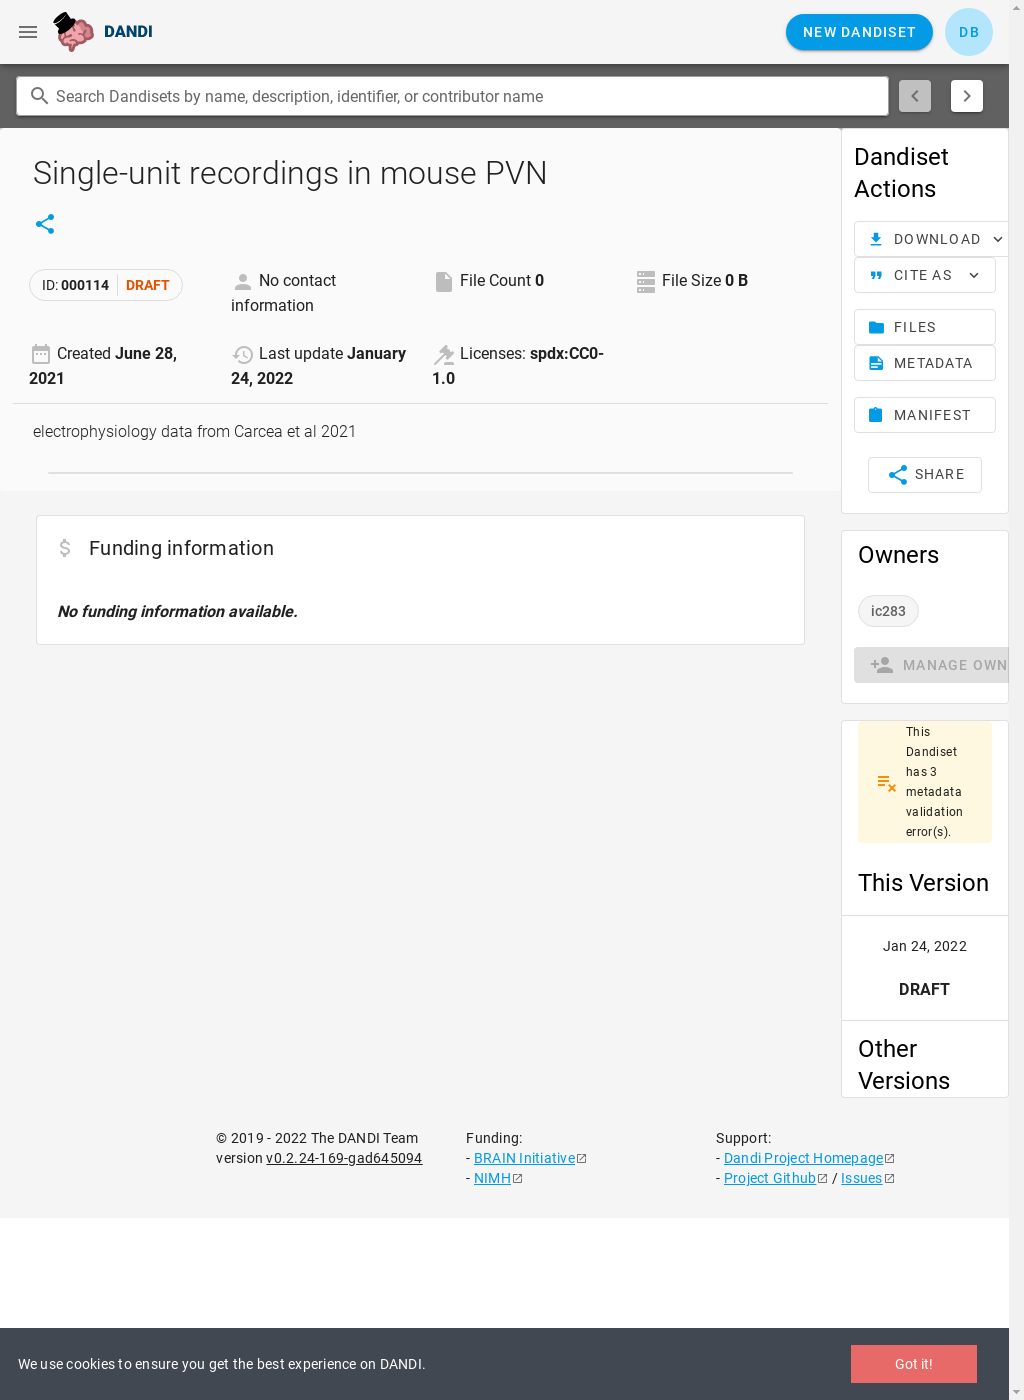 DANDI
NEW DANDISET
DB
Search Dandisets by name, description, identifier, or contributor name
Single-unit recordings in mouse PVN
ID: 000114 DRAFT
No contact
information
File Count 0
File Size 0 B
Created June 28,
2021
Last update January
24, 2022
Licenses: spdx:CC0-
1.0
electrophysiology data from Carcea et al 2021
Funding information
No funding information available.
Dandiset
Actions
DOWNLOAD
CITE AS
FILES
METADATA
MANIFEST
SHARE
Owners
ic283
MANAGE OWN
This
Dandiset
has 3
metadata
validation
error(s).
This Version
Jan 24, 2022
DRAFT
Other
Versions
© 2019 - 2022 The DANDI Team
version v0.2.24-169-gad645094
Funding:
- BRAIN Initiative
- NIMH
Support:
- Dandi Project Homepage
- Project Github / Issues
We use cookies to ensure you get the best experience on DANDI.
Got it!